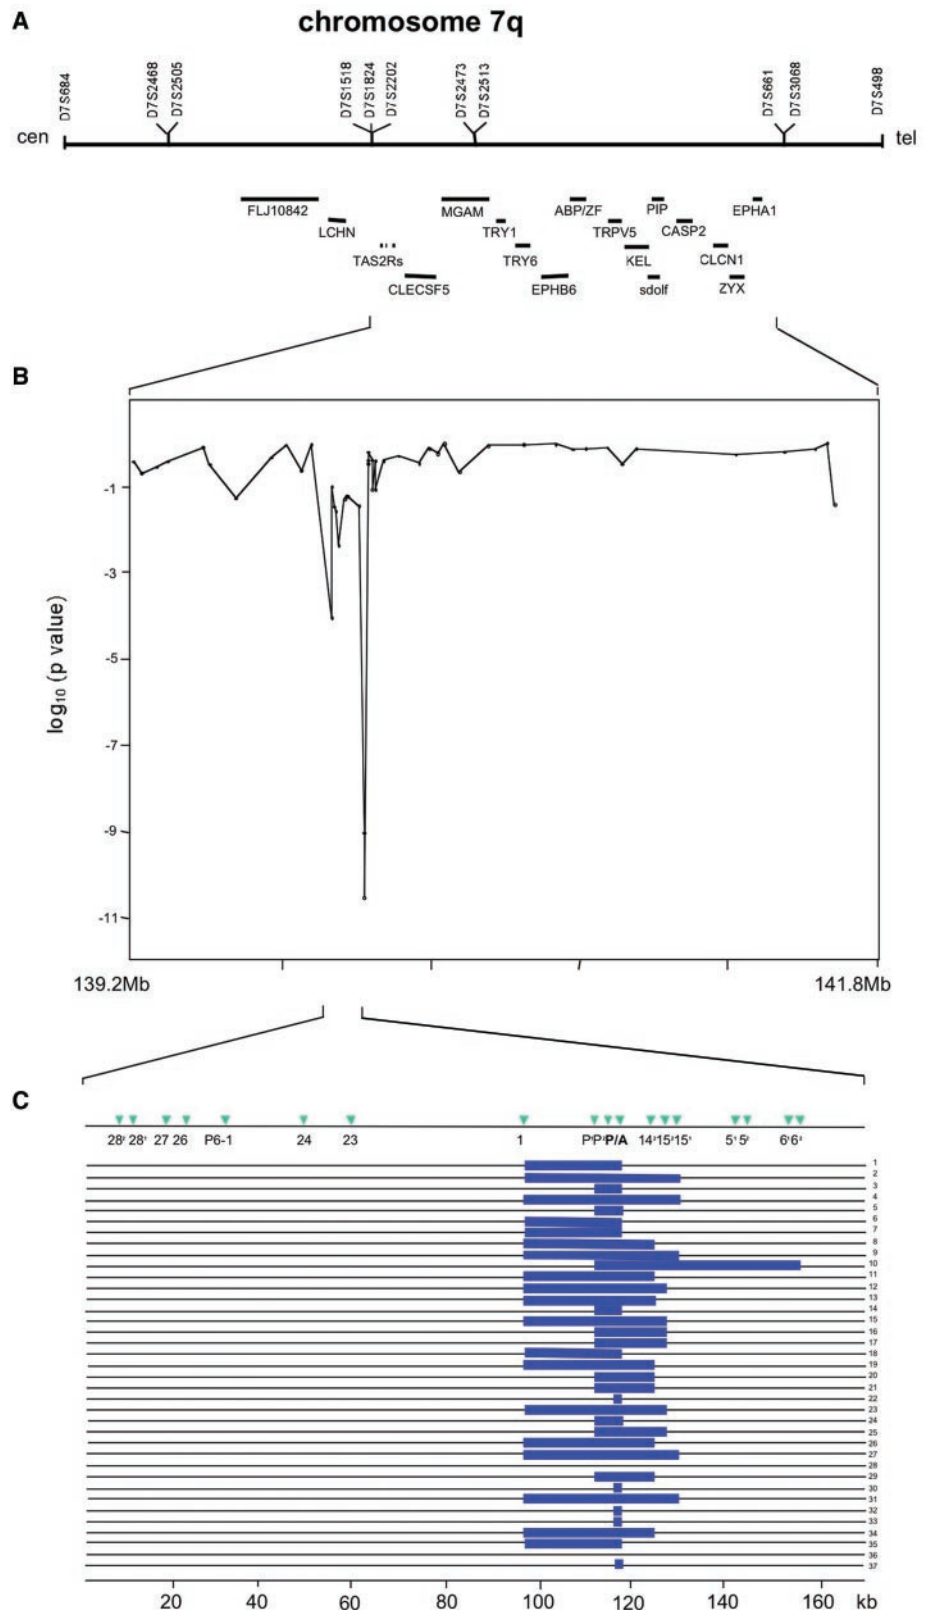 A
chromosome 7q
D7S684
D7S2468
D7S2505
D7S1518
D7S1824
D7S2202
D7S2473
D7S2513
D7S661
D7S3068
D7S498
cen
tel
FLJ10842
MGAM
ABP/ZF
PIP
EPHA1
LCHN
TRY1
TRPV5
CASP2
TAS2Rs
TRY6
KEL
CLCN1
CLECSF5
EPHB6
sdolf
ZYX
B
-1
-3
-5
-7
-9
-11
log₁₀ (p value)
139.2Mb
141.8Mb
C
27 26 P6-1 24 23 1 P/A
1
2
3
4
5
6
7
8
9
10
11
12
13
14
15
16
17
18
19
20
21
22
23
24
25
26
27
28
29
30
31
32
33
34
35
36
37
20 40 60 80 100 120 140 160 kb